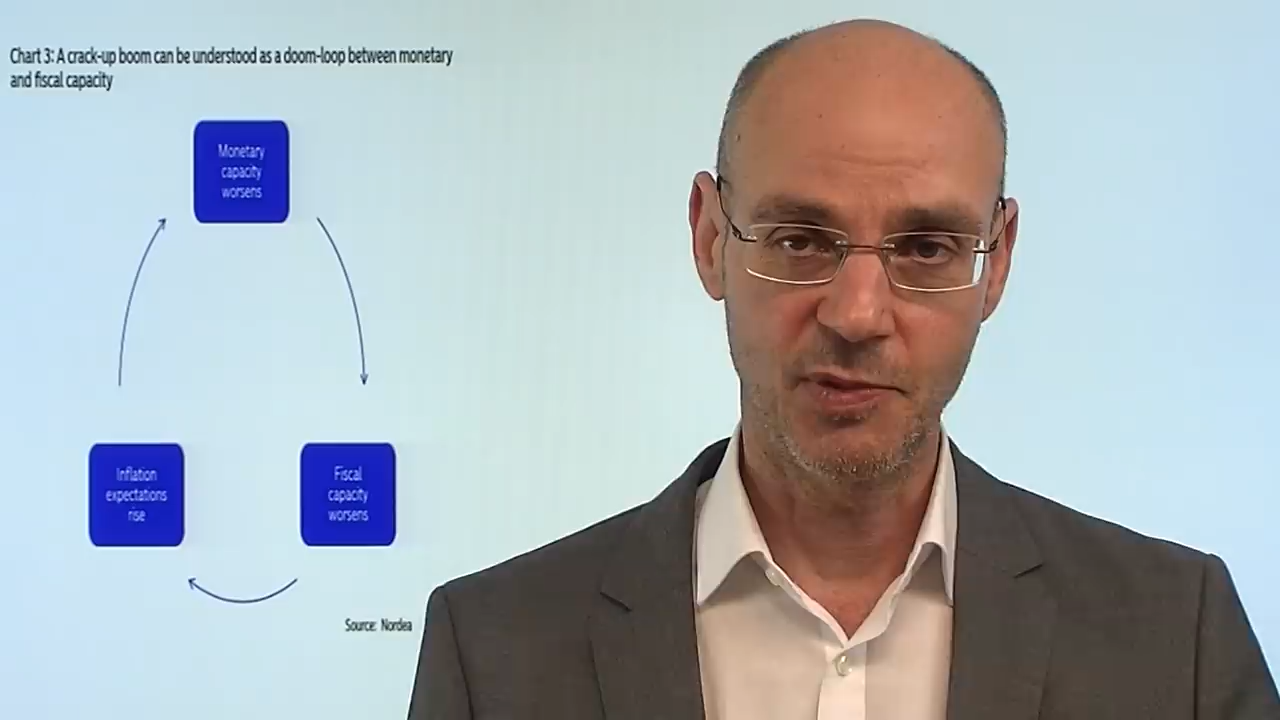 Chart 3: A crack-up boom can be understood as a doom-loop between monetary
and fiscal capacity
Monetary
capacity
worsens
Inflation
expectations
rise
Fiscal
capacity
worsens
Source: Nordea